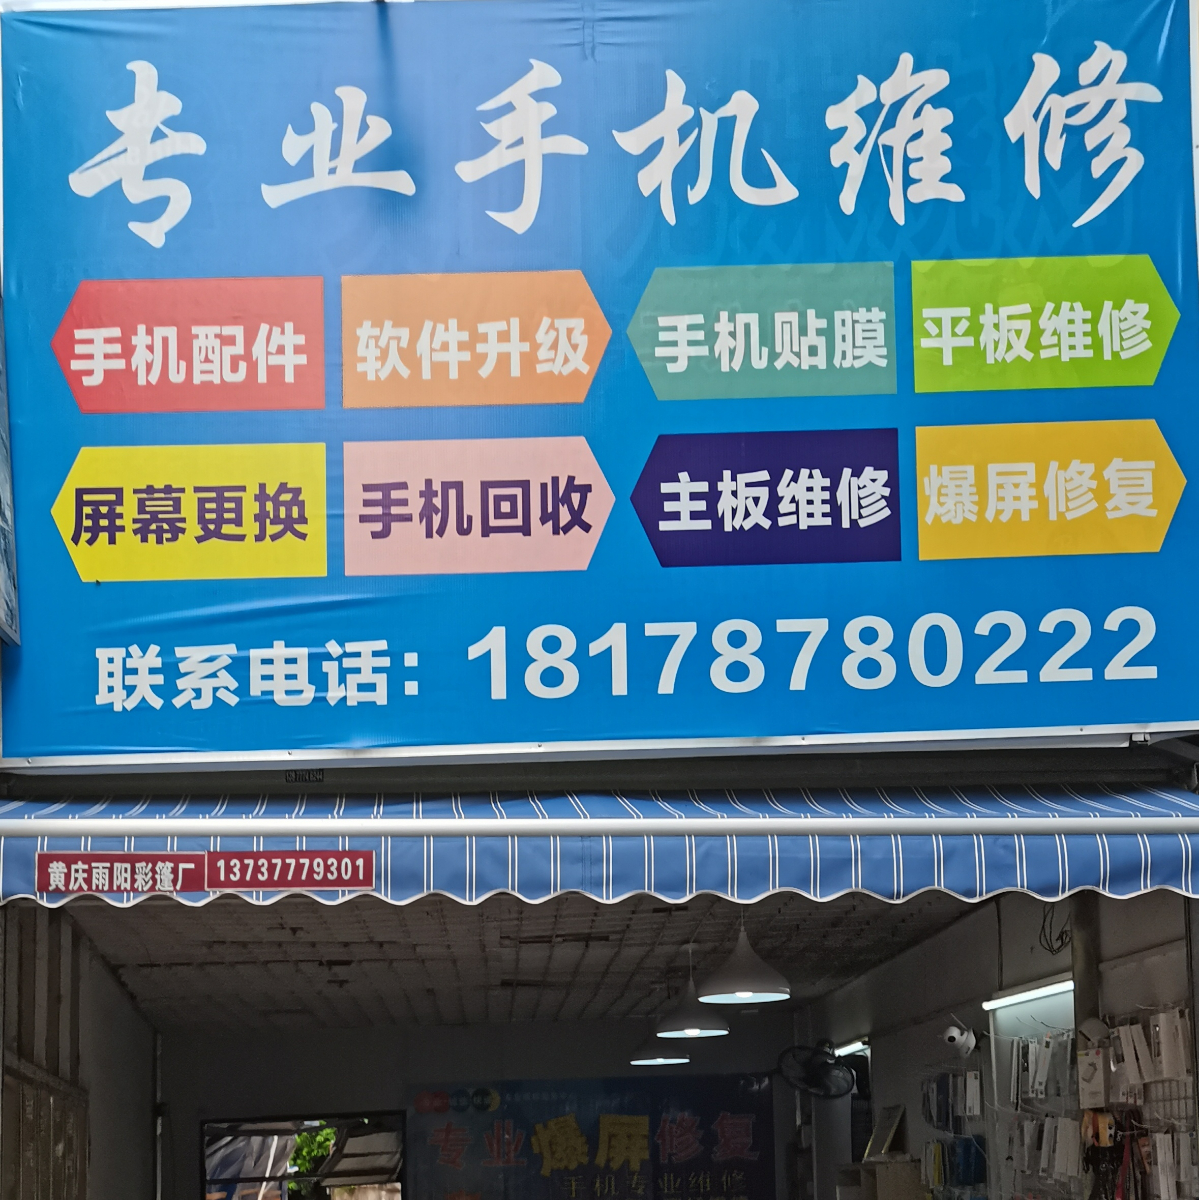 专业手机维修
手机配件 软件升级 手机贴膜 平板维修
屏幕更换 手机回收 主板维修 爆屏修复
联系电话：18178780222
黄庆雨阳彩篷厂 13737779301
专业爆屏修复
手机专业维修